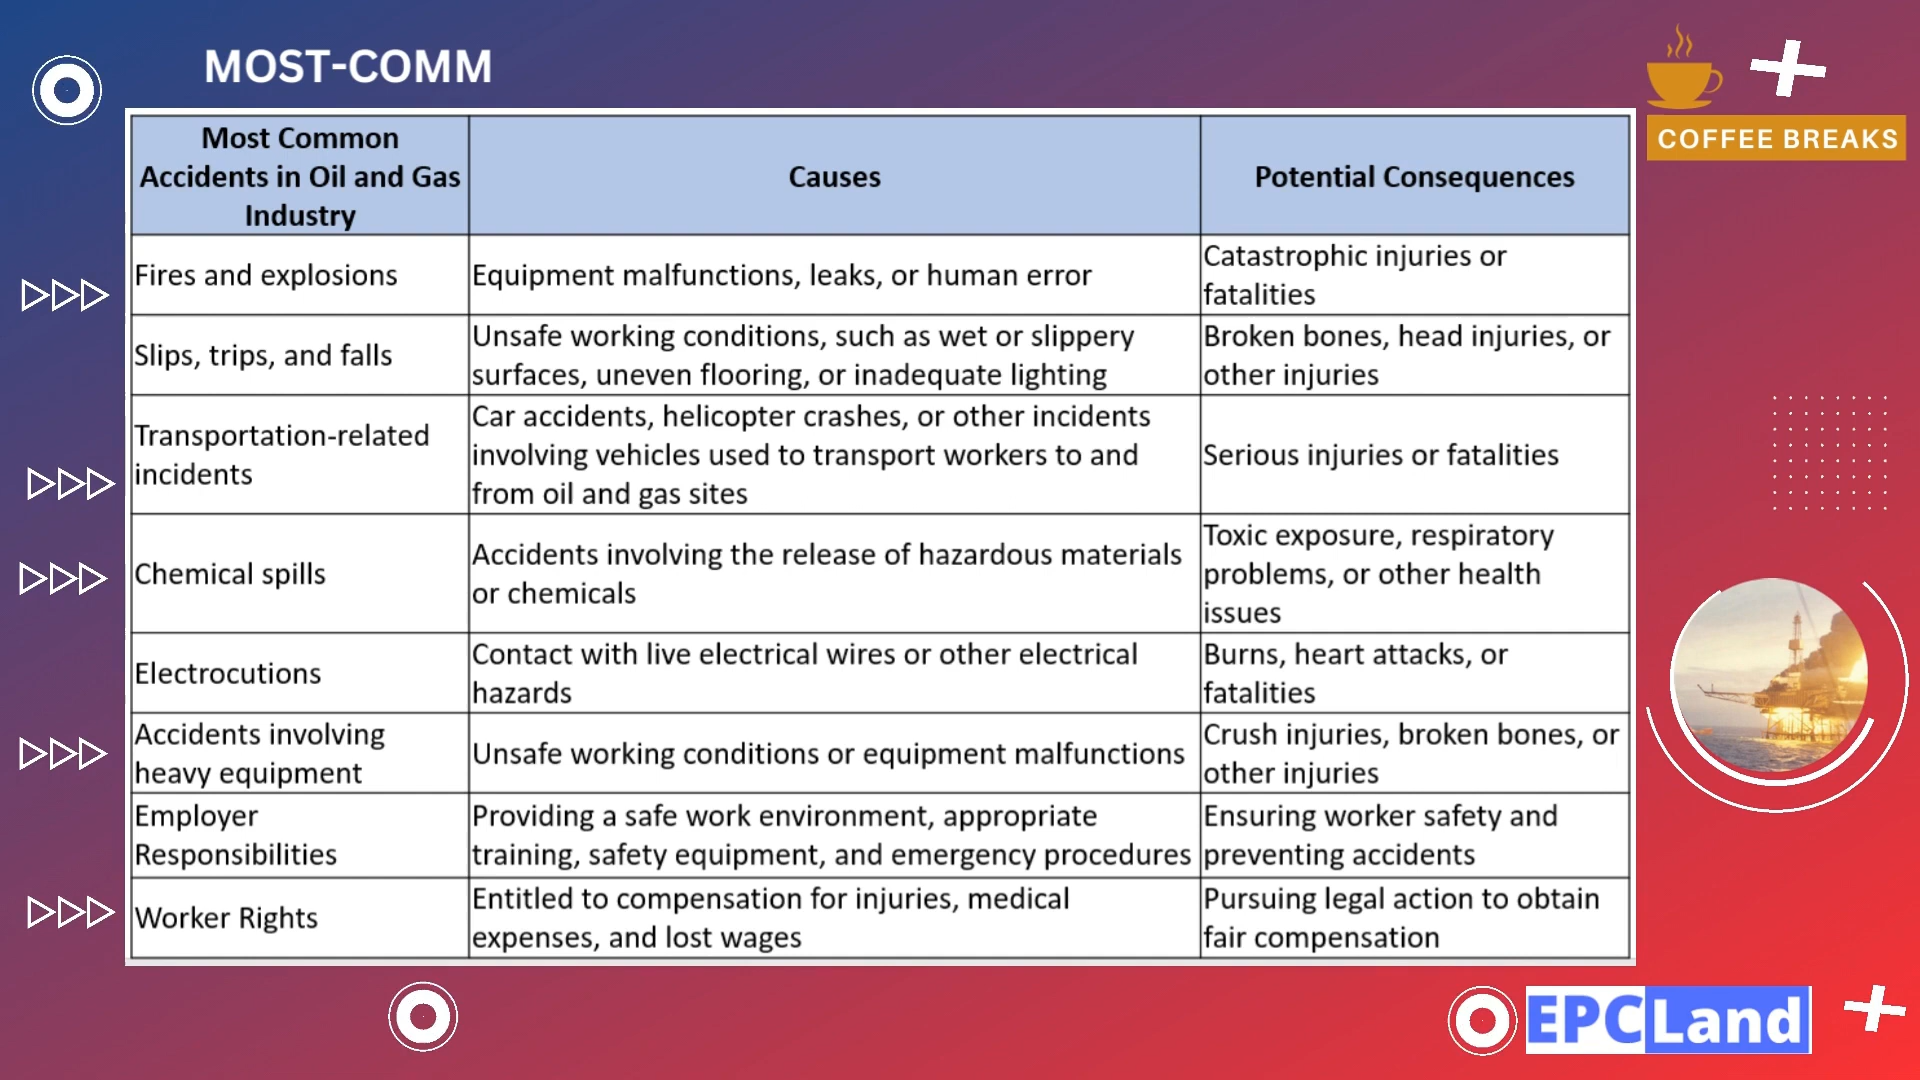 MOST-COMM
COFFEE BREAKS
Most Common
Accidents in Oil and Gas
Industry
Causes
Potential Consequences
Fires and explosions
Equipment malfunctions, leaks, or human error
Catastrophic injuries or
fatalities
Slips, trips, and falls
Unsafe working conditions, such as wet or slippery
surfaces, uneven flooring, or inadequate lighting
Broken bones, head injuries, or
other injuries
Transportation-related
incidents
Car accidents, helicopter crashes, or other incidents
involving vehicles used to transport workers to and
from oil and gas sites
Serious injuries or fatalities
Chemical spills
Accidents involving the release of hazardous materials
or chemicals
Toxic exposure, respiratory
problems, or other health
issues
Electrocutions
Contact with live electrical wires or other electrical
hazards
Burns, heart attacks, or
fatalities
Accidents involving
heavy equipment
Unsafe working conditions or equipment malfunctions
Crush injuries, broken bones, or
other injuries
Employer
Responsibilities
Providing a safe work environment, appropriate
training, safety equipment, and emergency procedures
Ensuring worker safety and
preventing accidents
Worker Rights
Entitled to compensation for injuries, medical
expenses, and lost wages
Pursuing legal action to obtain
fair compensation
EPCLand